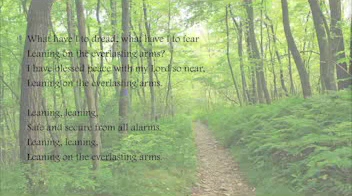 What have I to dread, what have I to fear
Leaning on the everlasting arms?
I have blessed peace with my Lord so near,
Leaning on the everlasting arms.

Leaning, leaning,
Safe and secure from all alarms.
Leaning, leaning,
Leaning on the everlasting arms.